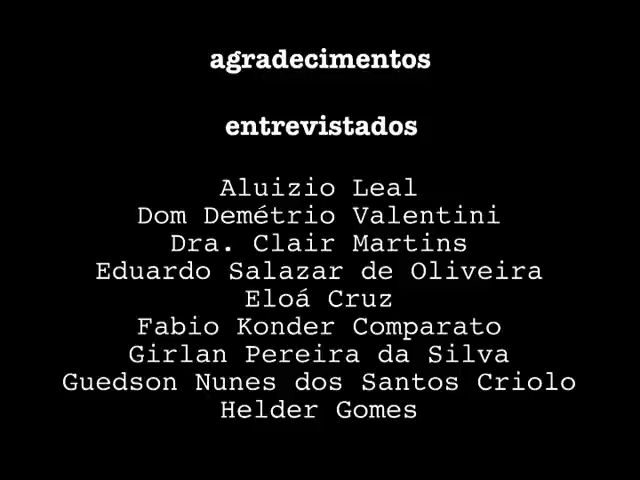 agradecimentos
entrevistados
Aluizio Leal
Dom Demétrio Valentini
Dra. Clair Martins
Eduardo Salazar de Oliveira
Eloá Cruz
Fabio Konder Comparato
Girlan Pereira da Silva
Guedson Nunes dos Santos Criolo
Helder Gomes